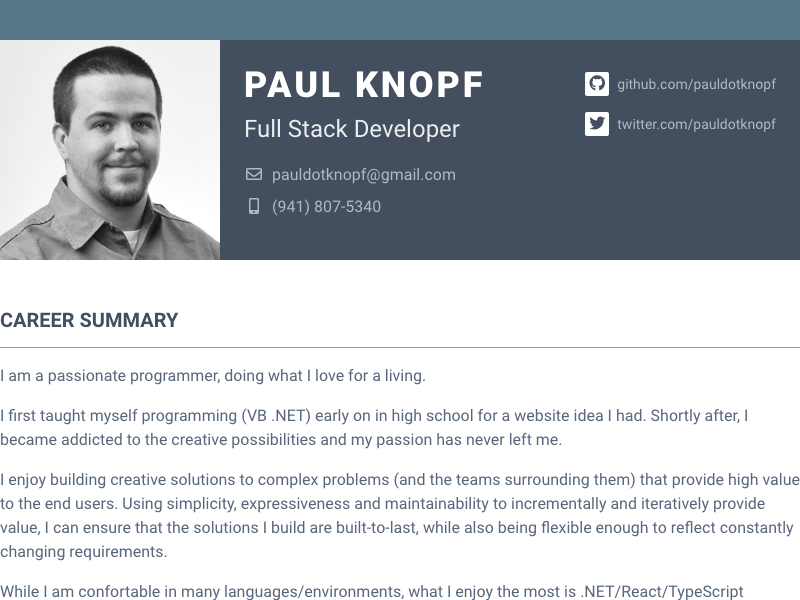 PAUL KNOPF
Full Stack Developer
pauldotknopf@gmail.com
(941) 807-5340
github.com/pauldotknopf
twitter.com/pauldotknopf
CAREER SUMMARY
I am a passionate programmer, doing what I love for a living.
I first taught myself programming (VB .NET) early on in high school for a website idea I had. Shortly after, I
became addicted to the creative possibilities and my passion has never left me.
I enjoy building creative solutions to complex problems (and the teams surrounding them) that provide high value
to the end users. Using simplicity, expressiveness and maintainability to incrementally and iteratively provide
value, I can ensure that the solutions I build are built-to-last, while also being flexible enough to reflect constantly
changing requirements.
While I am confortable in many languages/environments, what I enjoy the most is .NET/React/TypeScript